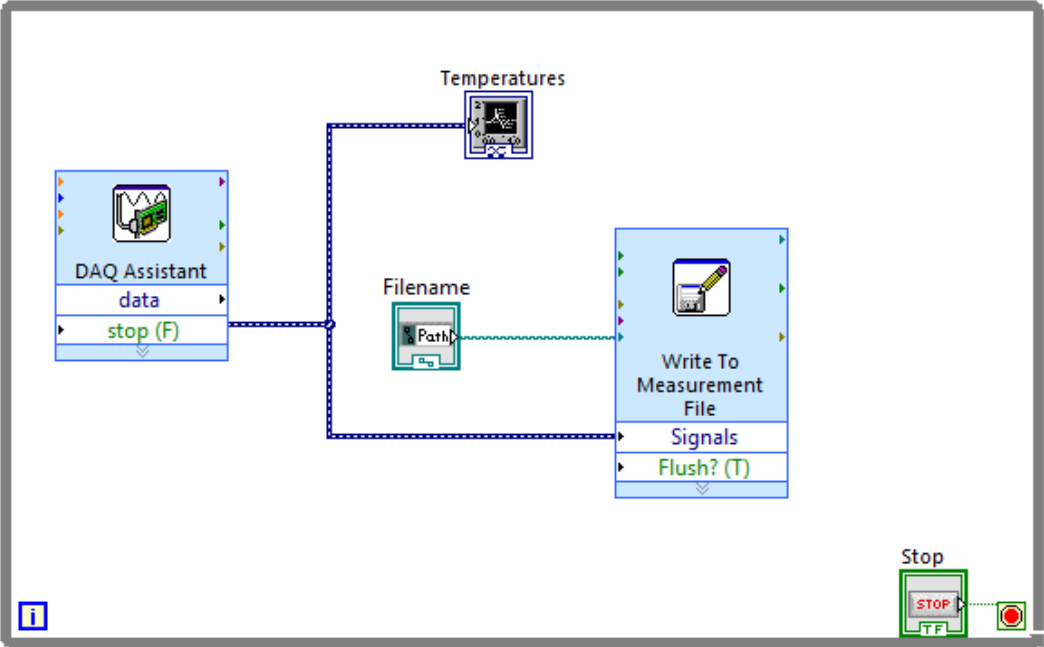 Temperatures
DAQ Assistant
data
stop (F)
Filename
Path
Write To
Measurement
File
Signals
Flush? (T)
Stop
STOP
TF
i